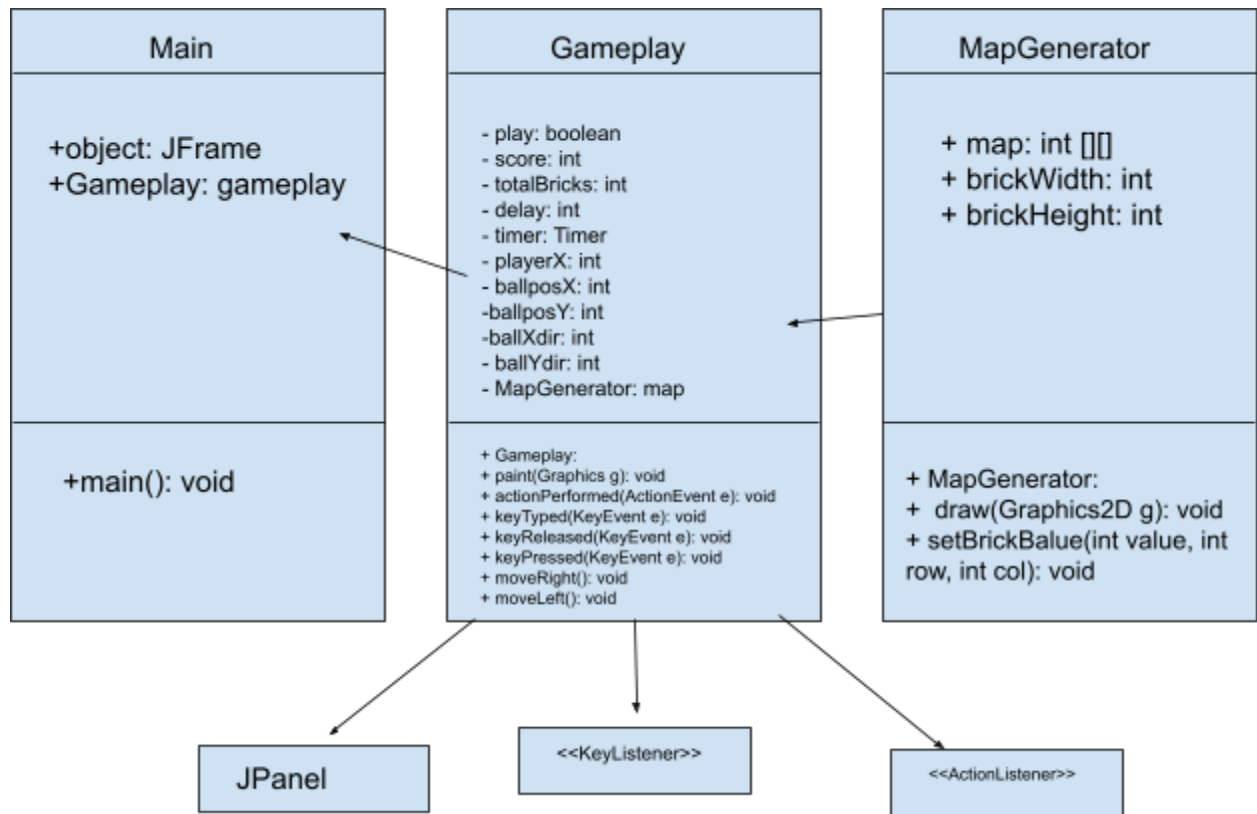 Main
+object: JFrame
+Gameplay: gameplay
+main(): void
Gameplay
- play: boolean
- score: int
- totalBricks: int
- delay: int
- timer: Timer
- playerX: int
- ballposX: int
-ballposY: int
-ballXdir: int
- ballYdir: int
- MapGenerator: map
+ Gameplay:
+ paint(Graphics g): void
+ actionPerformed(ActionEvent e): void
+ keyTyped(KeyEvent e): void
+ keyReleased(KeyEvent e): void
+ keyPressed(KeyEvent e): void
+ moveRight(): void
+ moveLeft(): void
MapGenerator
+ map: int [][]
+ brickWidth: int
+ brickHeight: int
+ MapGenerator:
+ draw(Graphics2D g): void
+ setBrickBalue(int value, int
row, int col): void
JPanel
<<KeyListener>>
<<ActionListener>>